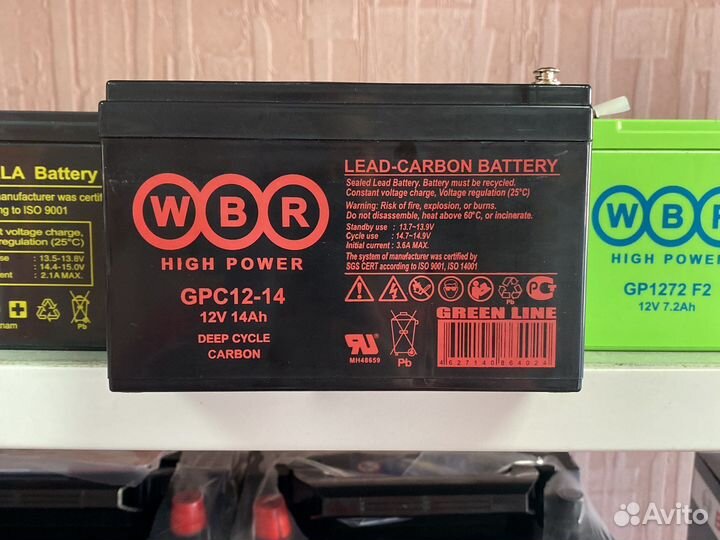 LA Battery
manufacturer was certif
ng to ISO 9001
voltage charge,
regulation (25°C)
: 13.5-13.8V
: 14.4-15.0V
: 2.1A MAX.
Pb
nam
WBR
HIGH POWER
GPC12-14
12V 14Ah
DEEP CYCLE
CARBON
LEAD-CARBON BATTERY
Sealed Lead Battery. Battery must be recycled.
Constant voltage charge, Voltage regulation (25°C)
Warning: Risk of fire, explosion, or burns.
Do not disassemble, heat above 60°C, or incinerate.
Standby use : 13.7~13.9V
Cycle use : 14.7~14.9V
Initial current : 3.6A MAX.
The system of manufacturer was certified by
SGS CERT according to ISO 9001, ISO 14001
GREEN LINE
MH48659
Pb
4627140864024
WBR
HIGH POWER
GP1272 F2
12V 7.2Ah
Avito